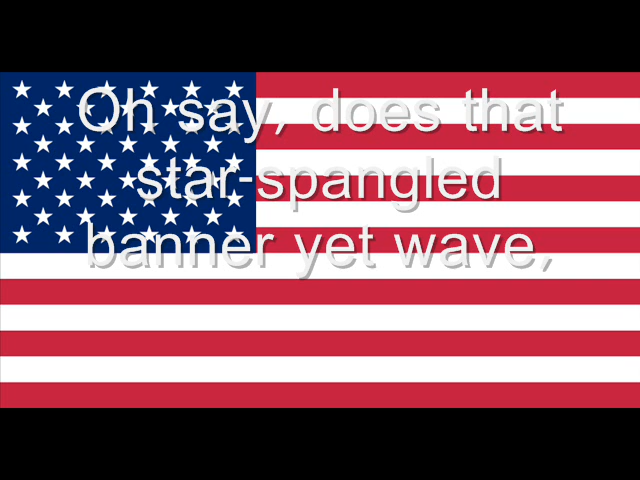 Oh say, does that
star-spangled
banner yet wave,